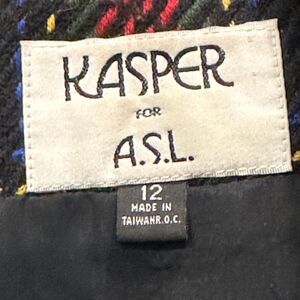 KASPER
FOR
A.S.L.
12
MADE IN
TAIWANR.O.C.